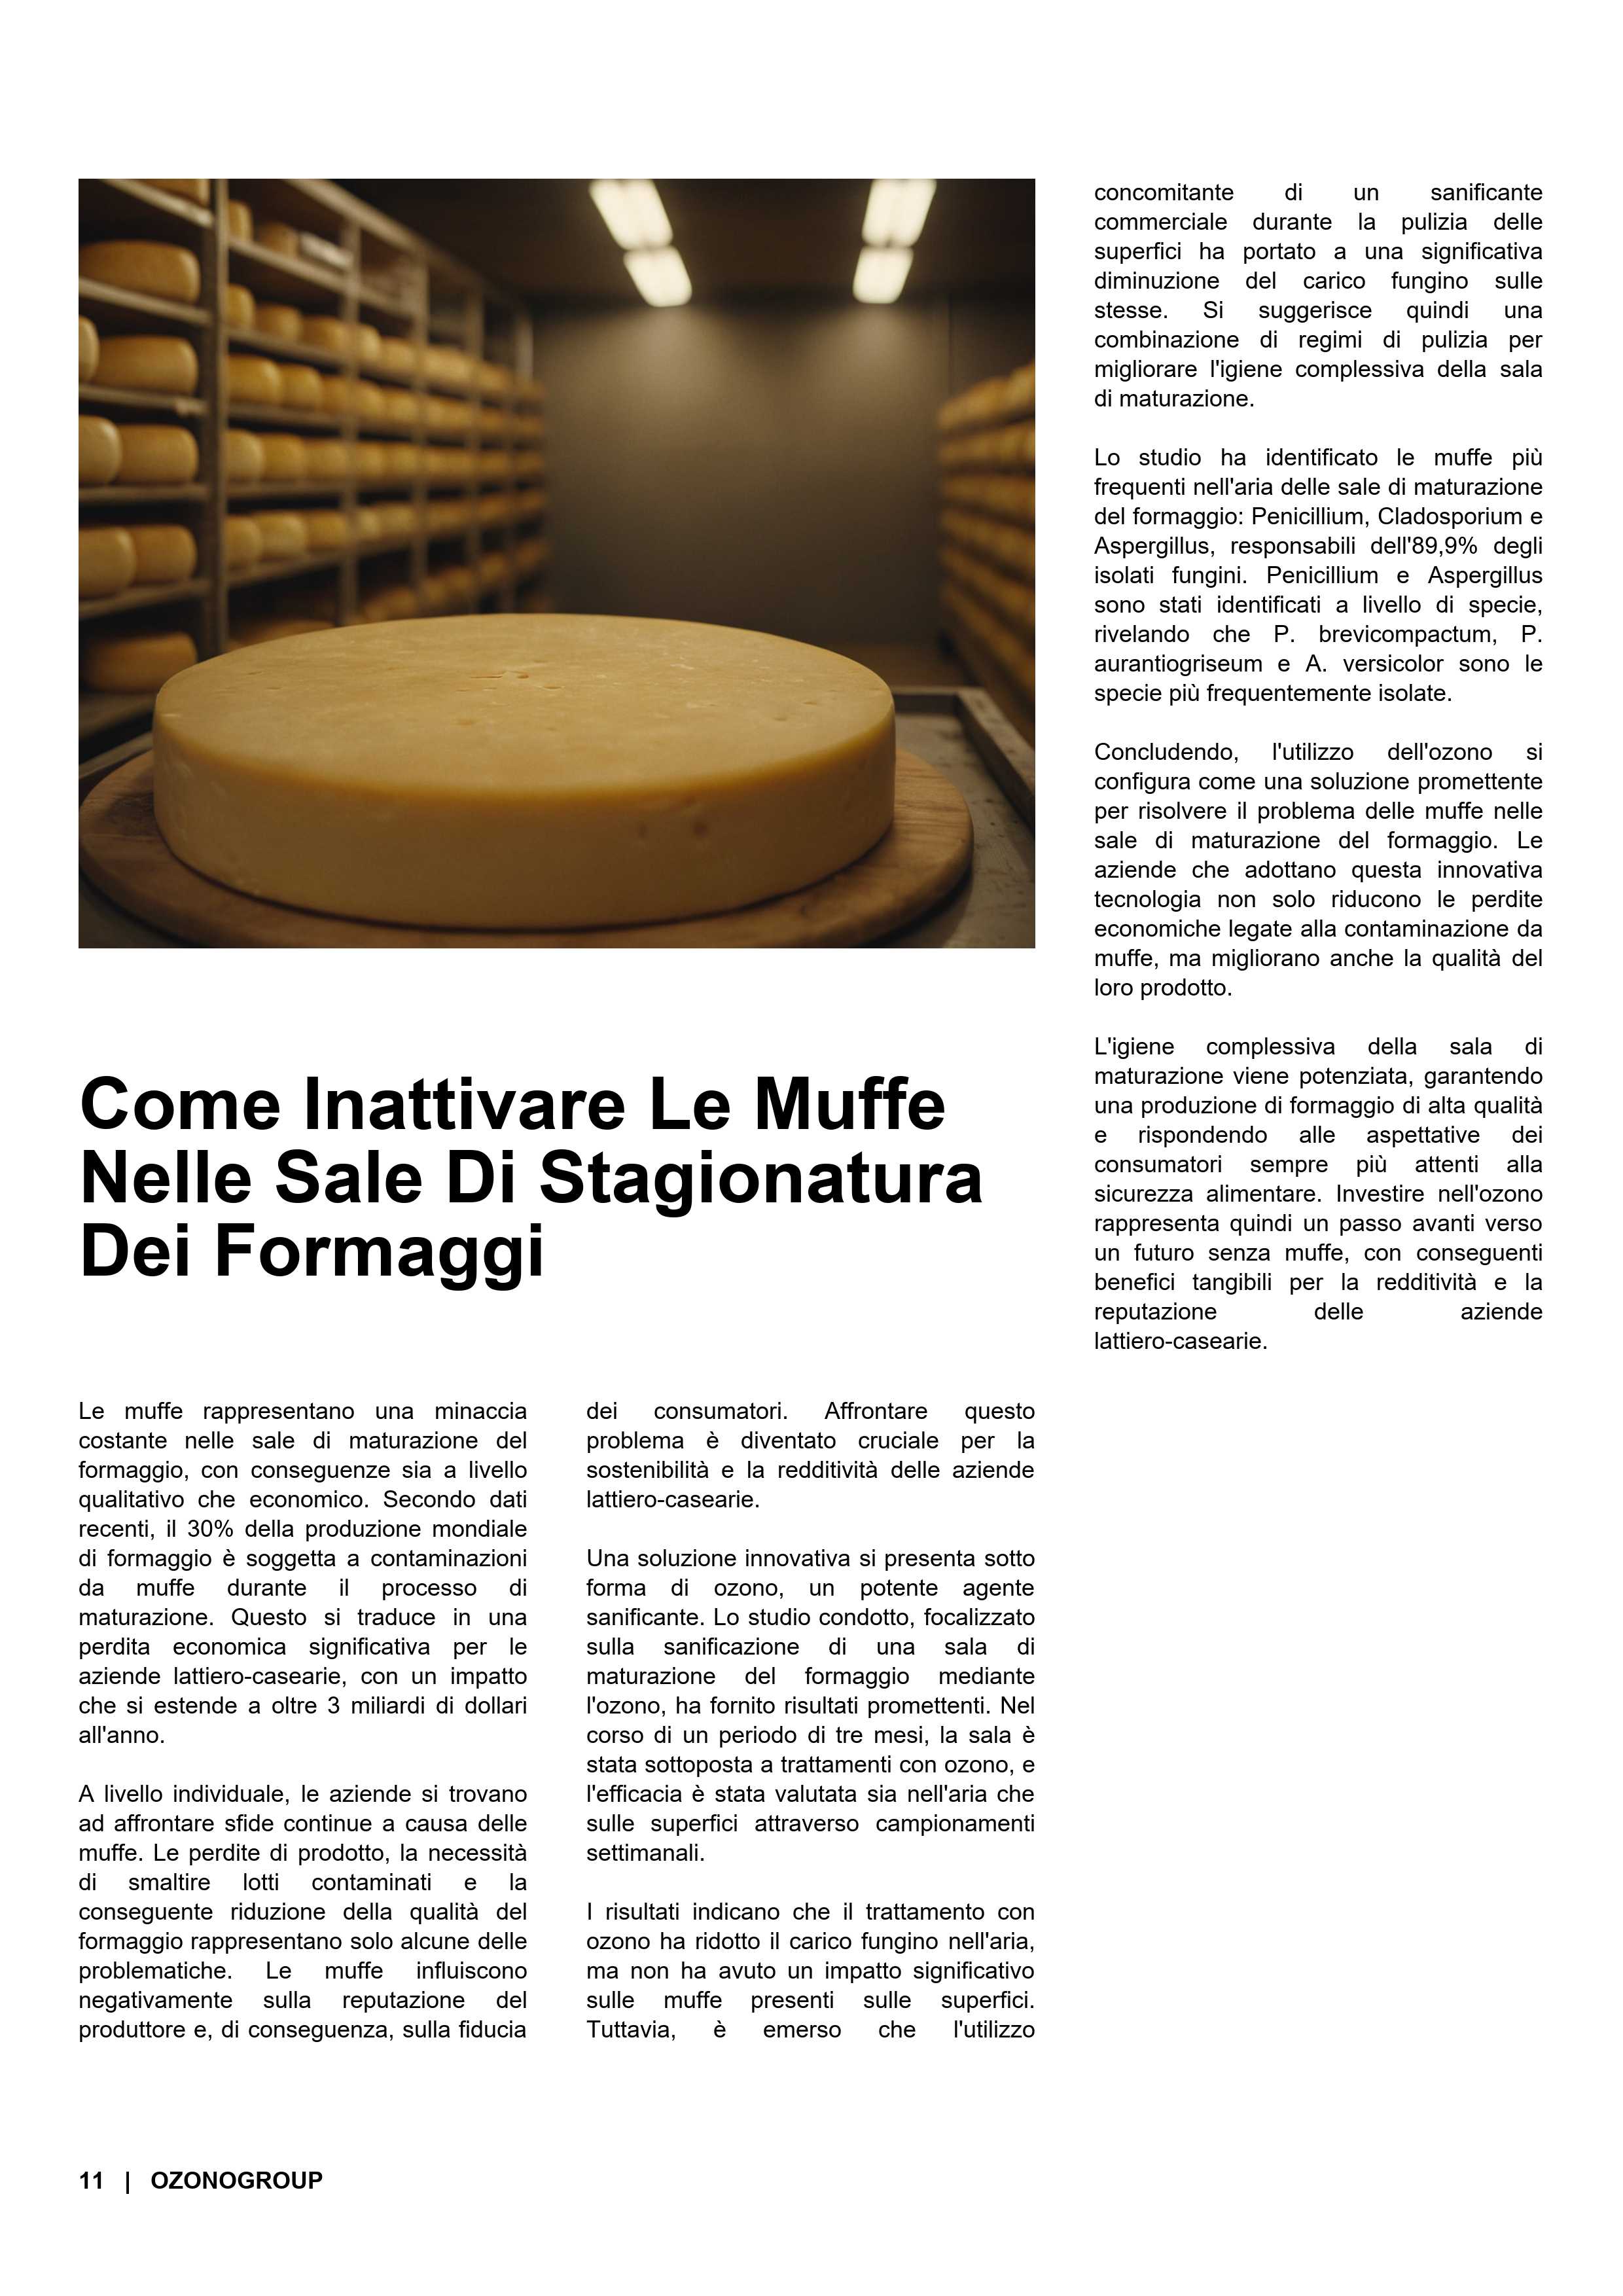 Come Inattivare Le Muffe
Nelle Sale Di Stagionatura
Dei Formaggi
Le muffe rappresentano una minaccia
costante nelle sale di maturazione del
formaggio, con conseguenze sia a livello
qualitativo che economico. Secondo dati
recenti, il 30% della produzione mondiale
di formaggio è soggetta a contaminazioni
da muffe durante il processo di
maturazione. Questo si traduce in una
perdita economica significativa per le
aziende lattiero-casearie, con un impatto
che si estende a oltre 3 miliardi di dollari
all'anno.
A livello individuale, le aziende si trovano
ad affrontare sfide continue a causa delle
muffe. Le perdite di prodotto, la necessità
di smaltire lotti contaminati e la
conseguente riduzione della qualità del
formaggio rappresentano solo alcune delle
problematiche. Le muffe influiscono
negativamente sulla reputazione del
produttore e, di conseguenza, sulla fiducia
dei consumatori. Affrontare questo
problema è diventato cruciale per la
sostenibilità e la redditività delle aziende
lattiero-casearie.
Una soluzione innovativa si presenta sotto
forma di ozono, un potente agente
sanificante. Lo studio condotto, focalizzato
sulla sanificazione di una sala di
maturazione del formaggio mediante
l'ozono, ha fornito risultati promettenti. Nel
corso di un periodo di tre mesi, la sala è
stata sottoposta a trattamenti con ozono, e
l'efficacia è stata valutata sia nell'aria che
sulle superfici attraverso campionamenti
settimanali.
I risultati indicano che il trattamento con
ozono ha ridotto il carico fungino nell'aria,
ma non ha avuto un impatto significativo
sulle muffe presenti sulle superfici.
Tuttavia, è emerso che l'utilizzo
concomitante di un sanificante
commerciale durante la pulizia delle
superfici ha portato a una significativa
diminuzione del carico fungino sulle
stesse. Si suggerisce quindi una
combinazione di regimi di pulizia per
migliorare l'igiene complessiva della sala
di maturazione.
Lo studio ha identificato le muffe più
frequenti nell'aria delle sale di maturazione
del formaggio: Penicillium, Cladosporium e
Aspergillus, responsabili dell'89,9% degli
isolati fungini. Penicillium e Aspergillus
sono stati identificati a livello di specie,
rivelando che P. brevicompactum, P.
aurantiogriseum e A. versicolor sono le
specie più frequentemente isolate.
Concludendo, l'utilizzo dell'ozono si
configura come una soluzione promettente
per risolvere il problema delle muffe nelle
sale di maturazione del formaggio. Le
aziende che adottano questa innovativa
tecnologia non solo riducono le perdite
economiche legate alla contaminazione da
muffe, ma migliorano anche la qualità del
loro prodotto.
L'igiene complessiva della sala di
maturazione viene potenziata, garantendo
una produzione di formaggio di alta qualità
e rispondendo alle aspettative dei
consumatori sempre più attenti alla
sicurezza alimentare. Investire nell'ozono
rappresenta quindi un passo avanti verso
un futuro senza muffe, con conseguenti
benefici tangibili per la redditività e la
reputazione delle aziende
lattiero-casearie.
11 | OZONOGROUP